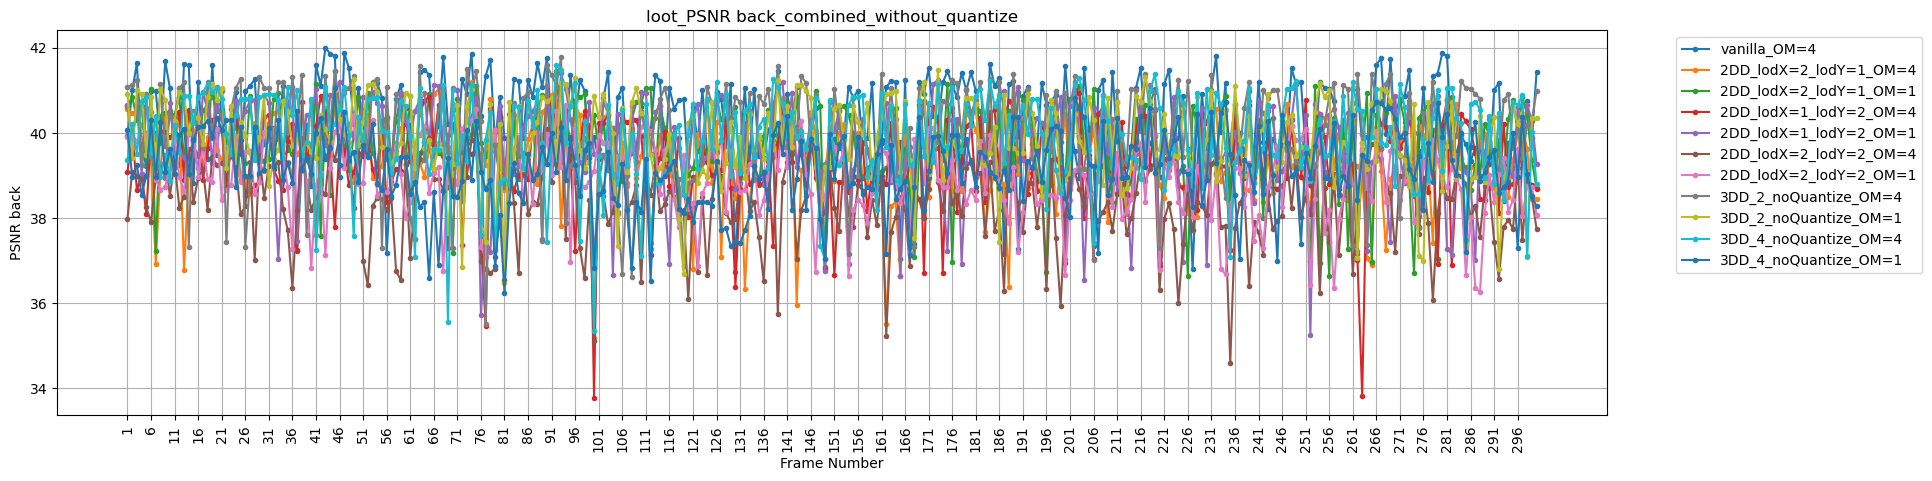 loot_PSNR back_combined_without_quantize
PSNR back
42
40
38
36
34
1 6 11 16 21 26 31 36 41 46 51 56 61 66 71 76 81 86 91 96 101 106 111 116 121 126 131 136 141 146 151 156 161 166 171 176 181 186 191 196 201 206 211 216 221 226 231 236 241 246 251 256 261 266 271 276 281 286 291 296
Frame Number
vanilla_OM=4
2DD_lodX=2_lodY=1_OM=4
2DD_lodX=2_lodY=1_OM=1
2DD_lodX=1_lodY=2_OM=4
2DD_lodX=1_lodY=2_OM=1
2DD_lodX=2_lodY=2_OM=4
2DD_lodX=2_lodY=2_OM=1
3DD_2_noQuantize_OM=4
3DD_2_noQuantize_OM=1
3DD_4_noQuantize_OM=4
3DD_4_noQuantize_OM=1